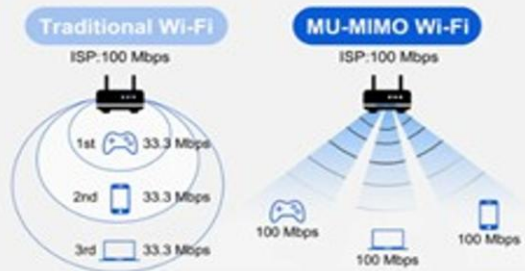 Traditional Wi-Fi
ISP:100 Mbps
1st 33.3 Mbps
2nd 33.3 Mbps
3rd 33.3 Mbps
MU-MIMO Wi-Fi
ISP:100 Mbps
100 Mbps
100 Mbps
100 Mbps